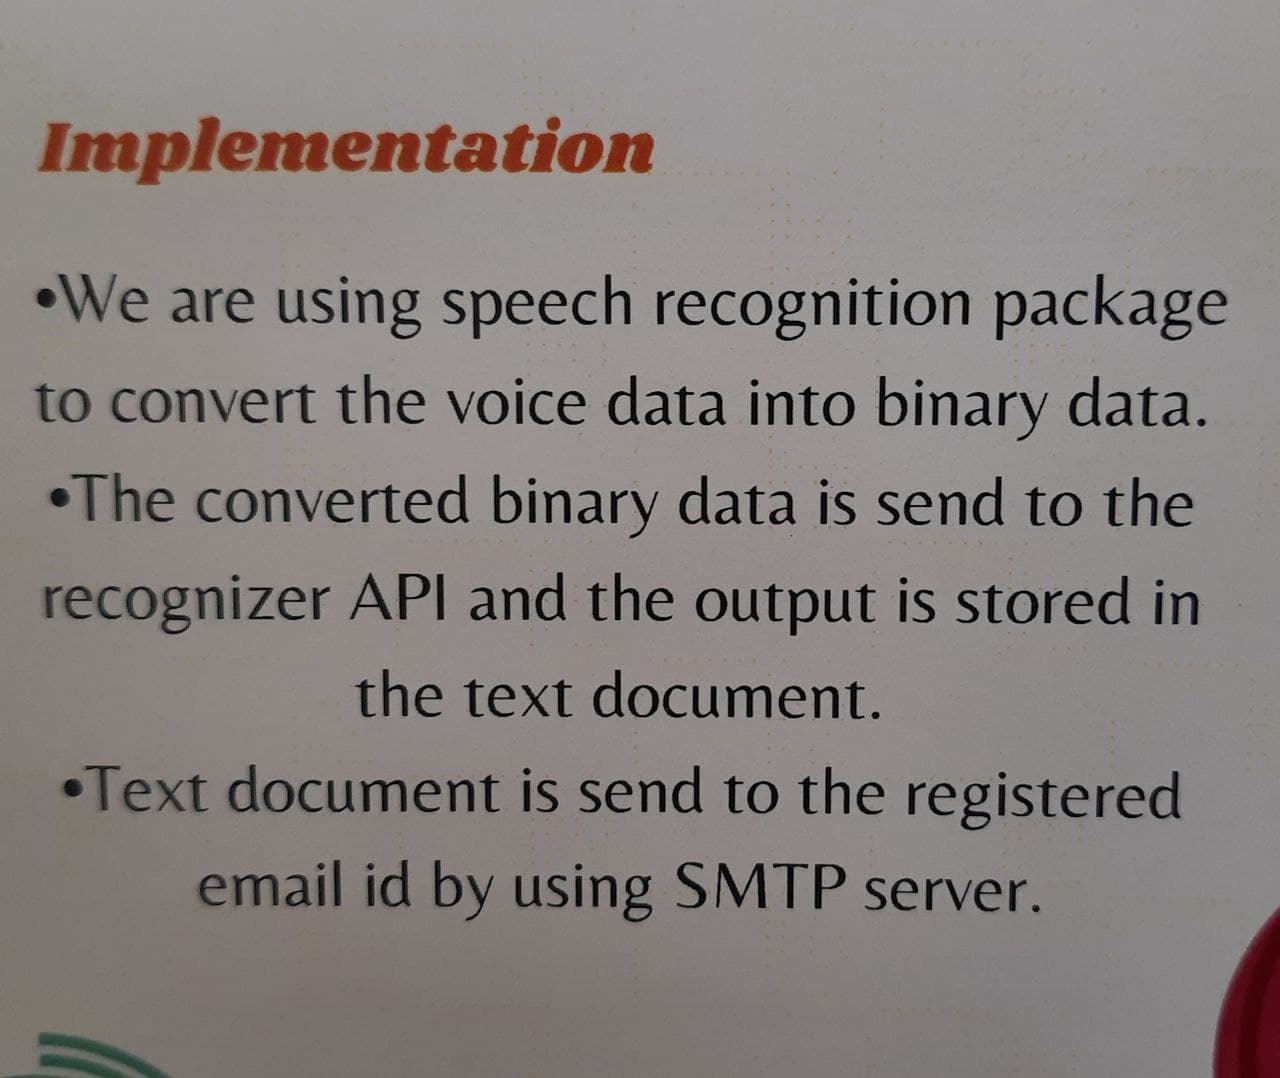 Implementation
•We are using speech recognition package
to convert the voice data into binary data.
•The converted binary data is send to the
recognizer API and the output is stored in
the text document.
•Text document is send to the registered
email id by using SMTP server.